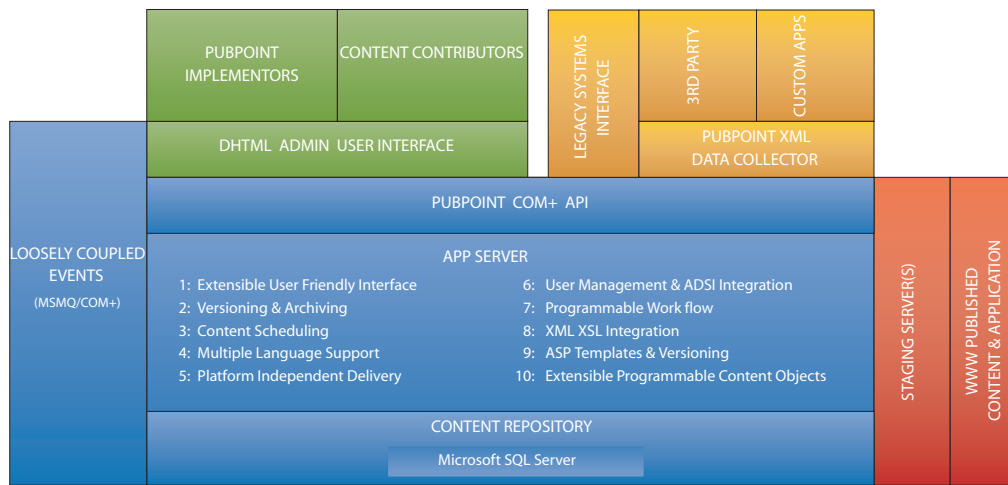 PUBPOINT
IMPLEMENTORS
CONTENT CONTRIBUTORS
DHTML ADMIN USER INTERFACE
LEGACY SYSTEMS
INTERFACE
3RD PARTY
CUSTOM APPS
PUBPOINT XML
DATA COLLECTOR
LOOSELY COUPLED
EVENTS
(MSMQ/COM+)
PUBPOINT COM+ API
APP SERVER
1: Extensible User Friendly Interface
2: Versioning & Archiving
3: Content Scheduling
4: Multiple Language Support
5: Platform Independent Delivery
6: User Management & ADSI Integration
7: Programmable Work flow
8: XML XSL Integration
9: ASP Templates & Versioning
10: Extensible Programmable Content Objects
CONTENT REPOSITORY
Microsoft SQL Server
STAGING SERVER(S)
WWW PUBLISHED
CONTENT & APPLICATION